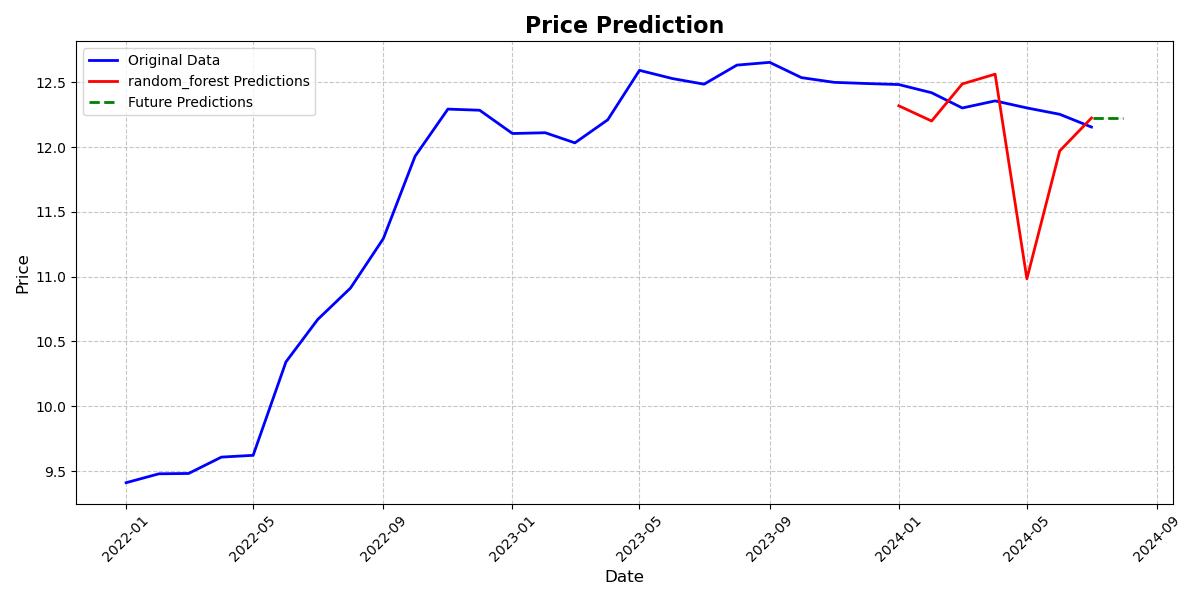 Price Prediction
Original Data
random_forest Predictions
Future Predictions
Price
12.5
12.0
11.5
11.0
10.5
10.0
9.5
2022-01
2022-05
2022-09
2023-01
2023-05
2023-09
2024-01
2024-05
2024-09
Date